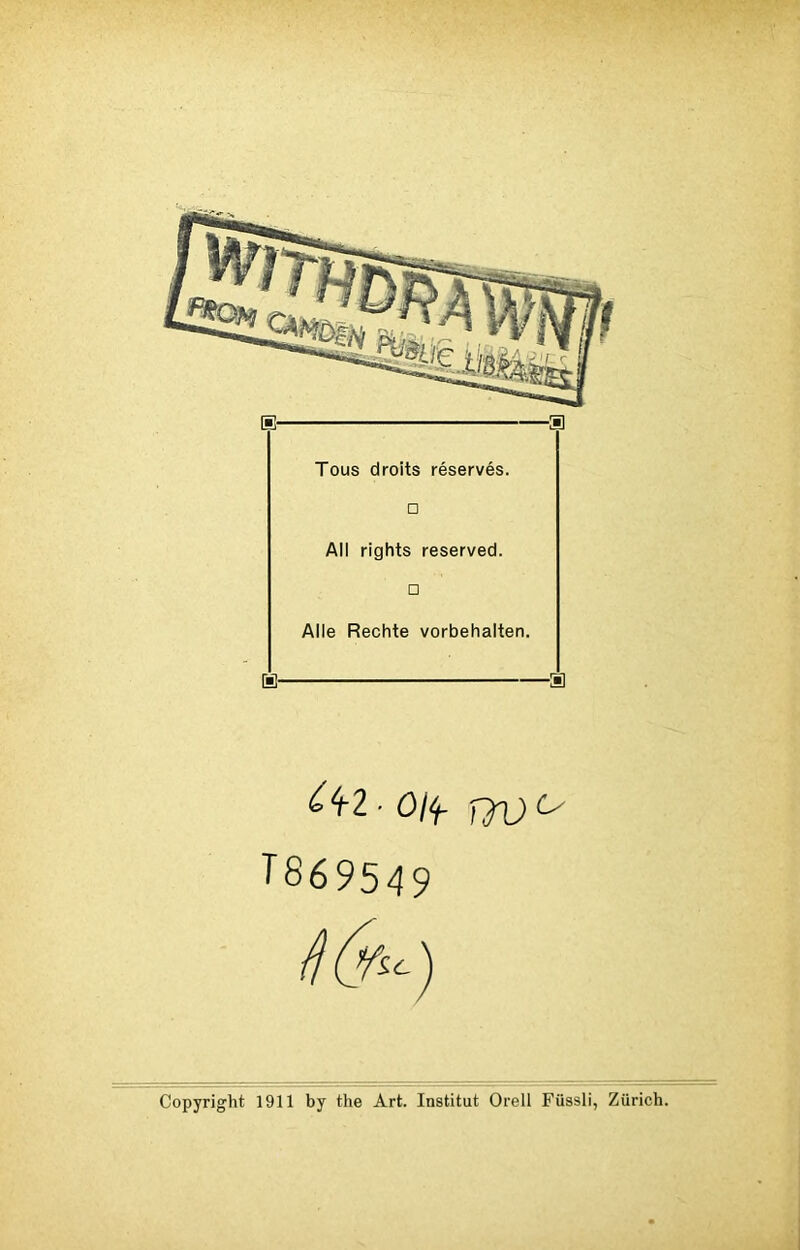 WITHDRAWN
FROM CAMDEN PUBLIC LIBRARIES
Tous droits réservés.
All rights reserved.
Alle Rechte vorbehalten.
642.014
T869549
Copyright 1911 by the Art. Institut Orell Füssli, Zürich.